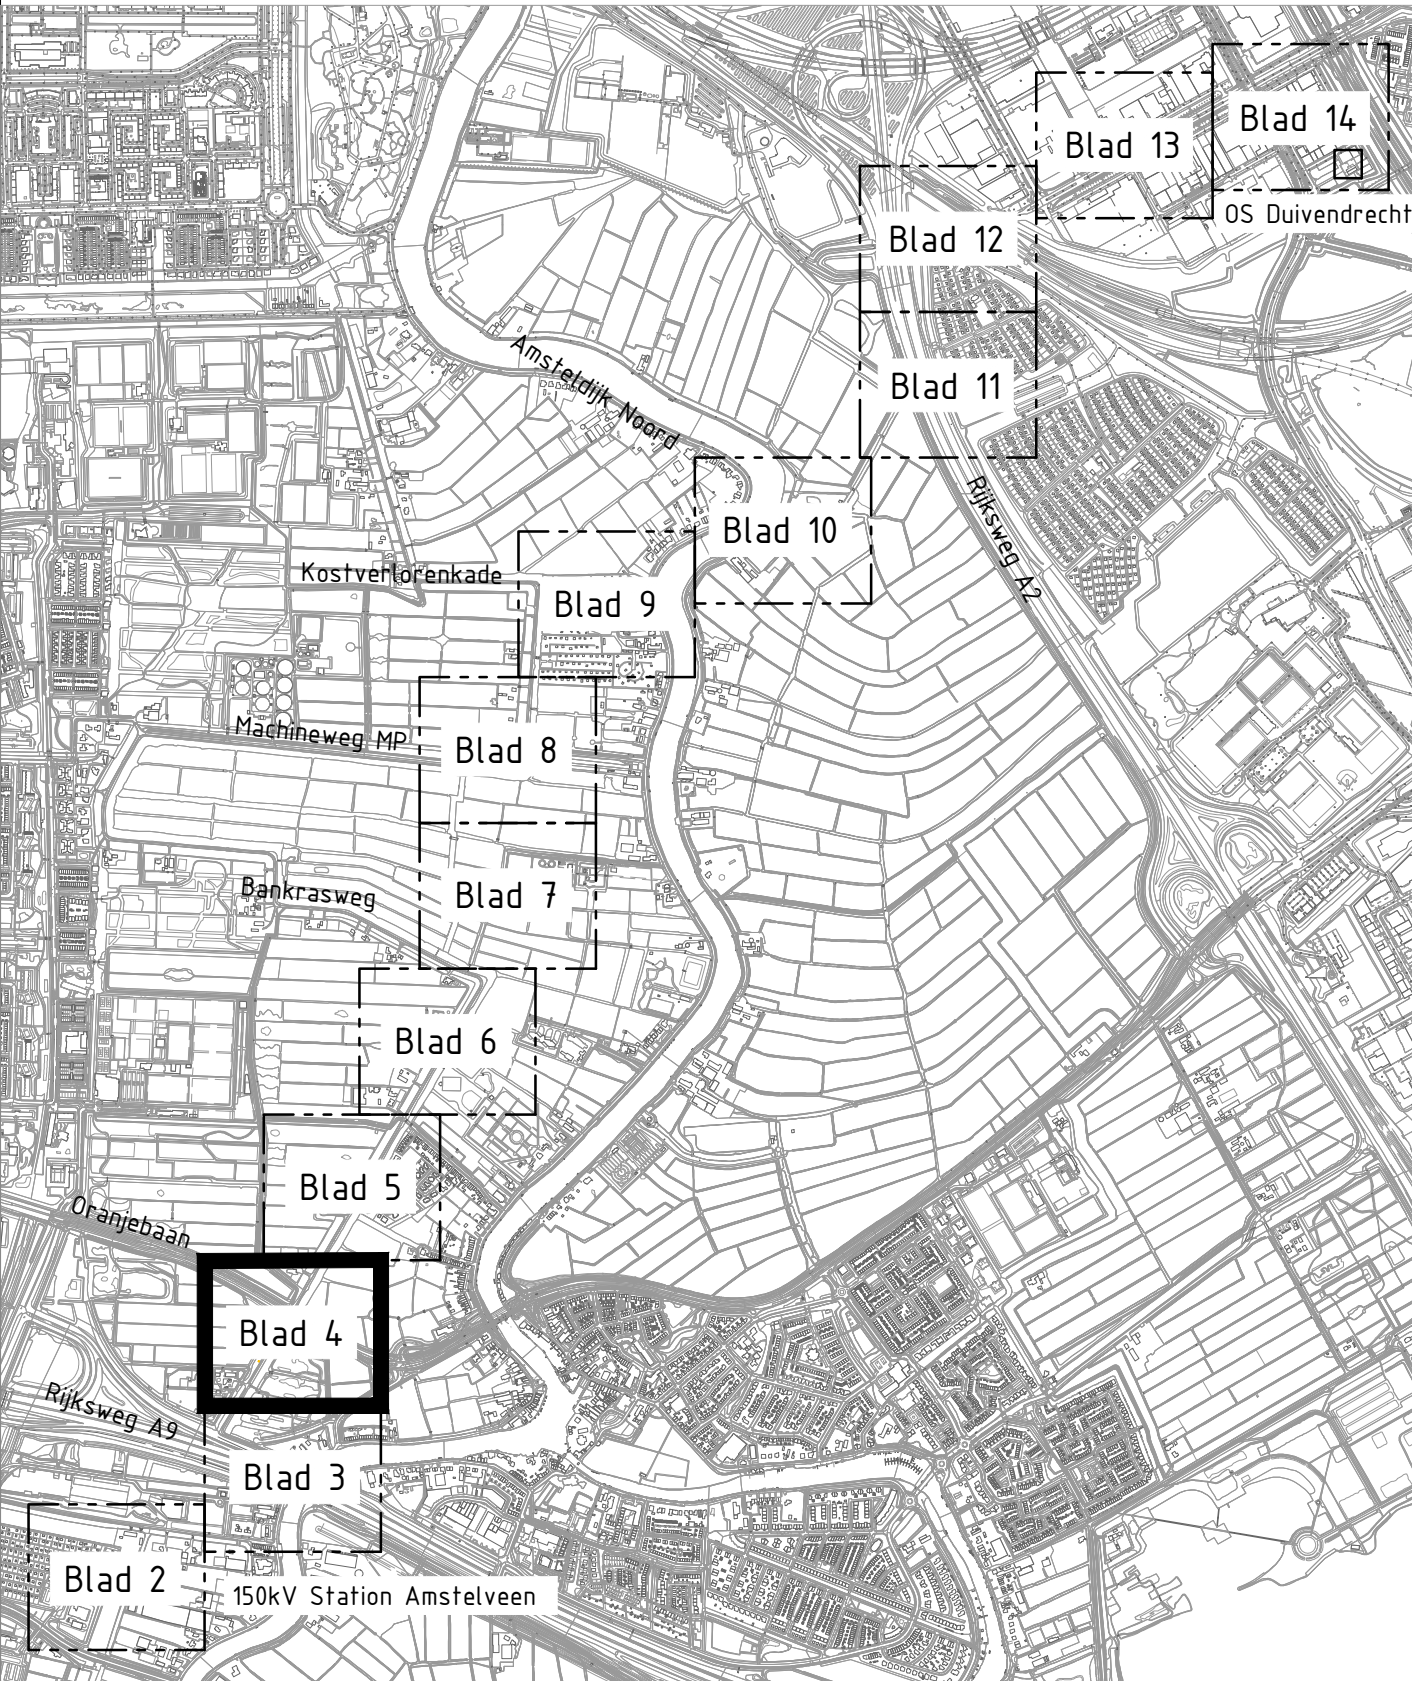 Blad 14
Blad 13
OS Duivendrecht
Blad 12
Amsteldijk Noord
Blad 11
Rijksweg A2
Blad 10
Kostverlorenkade
Blad 9
Machineweg MP
Blad 8
Bankrasweg
Blad 7
Blad 6
Blad 5
Oranjebaan
Blad 4
Rijksweg A9
Blad 3
Blad 2
150kV Station Amstelveen